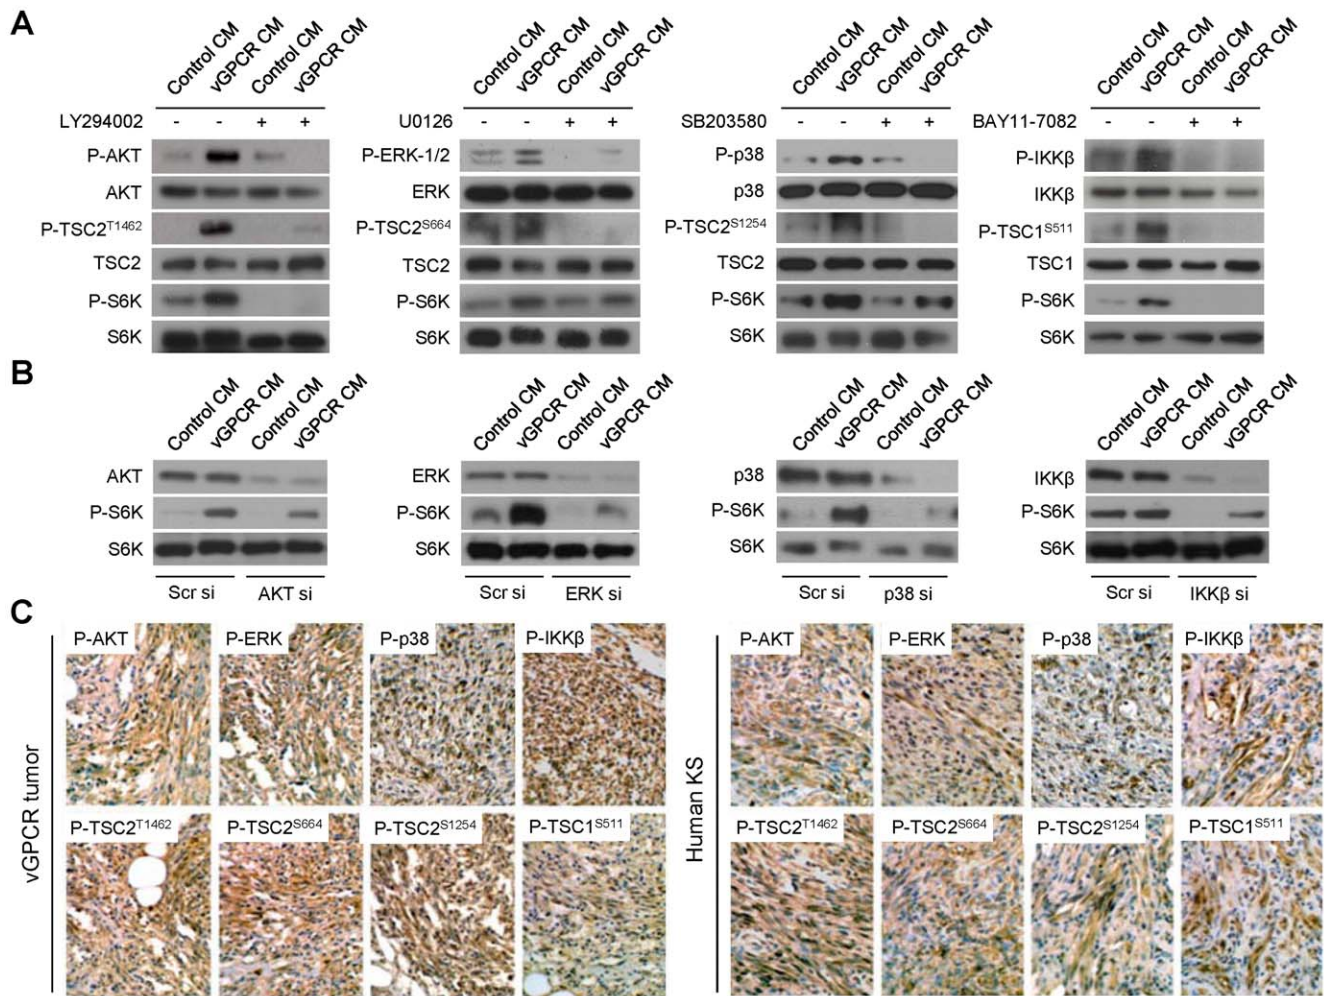 A
Control CM vGPCR CM Control CM vGPCR CM
LY294002 - - + +
P-AKT
AKT
P-TSC2T1462
TSC2
P-S6K
S6K
Control CM vGPCR CM Control CM vGPCR CM
U0126 - - + +
P-ERK-1/2
ERK
P-TSC2S664
TSC2
P-S6K
S6K
Control CM vGPCR CM Control CM vGPCR CM
SB203580 - - + +
P-p38
p38
P-TSC2S1254
TSC2
P-S6K
S6K
Control CM vGPCR CM Control CM vGPCR CM
BAY11-7082 - - + +
P-IKKβ
IKKβ
P-TSC1S511
TSC1
P-S6K
S6K
B
Control CM vGPCR CM Control CM vGPCR CM
AKT
P-S6K
S6K
Scr si AKT si
Control CM vGPCR CM Control CM vGPCR CM
ERK
P-S6K
S6K
Scr si ERK si
Control CM vGPCR CM Control CM vGPCR CM
p38
P-S6K
S6K
Scr si p38 si
Control CM vGPCR CM Control CM vGPCR CM
IKKβ
P-S6K
S6K
Scr si IKKβ si
C
vGPCR tumor
P-AKT P-ERK P-p38 P-IKKβ
P-TSC2T1462 P-TSC2S664 P-TSC2S1254 P-TSC1S511
Human KS
P-AKT P-ERK P-p38 P-IKKβ
P-TSC2T1462 P-TSC2S664 P-TSC2S1254 P-TSC1S511